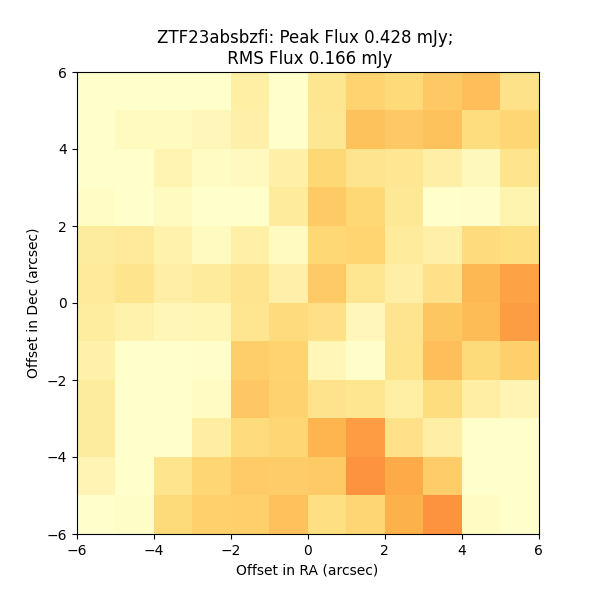 ZTF23absbzfi: Peak Flux 0.428 mJy;
RMS Flux 0.166 mJy
6
4
2
0
−2
−4
−6
Offset in Dec (arcsec)
−6 −4 −2 0 2 4 6
Offset in RA (arcsec)